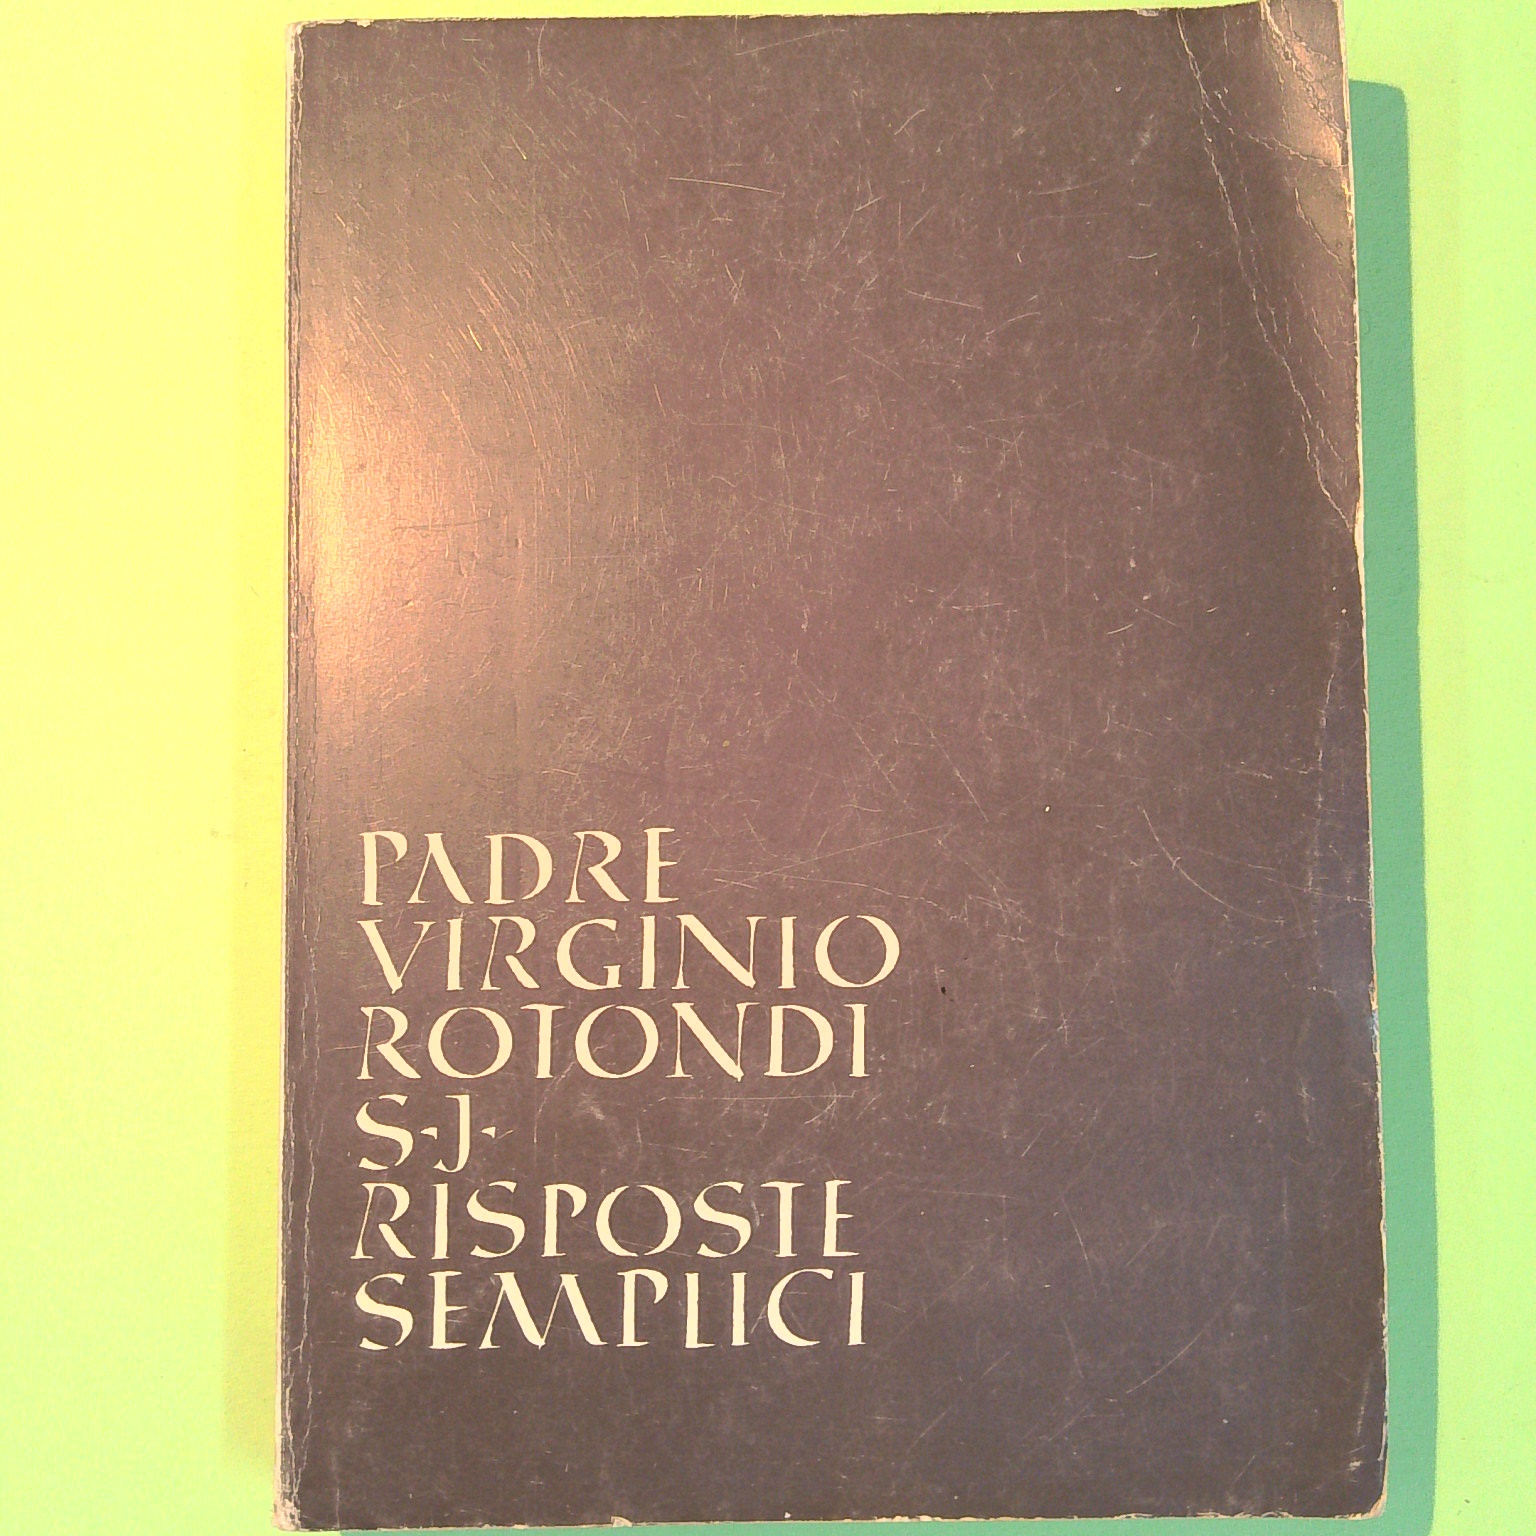 PADRE
VIRGINIO
ROTONDI
S·J·
RISPOSTE
SEMPLICI